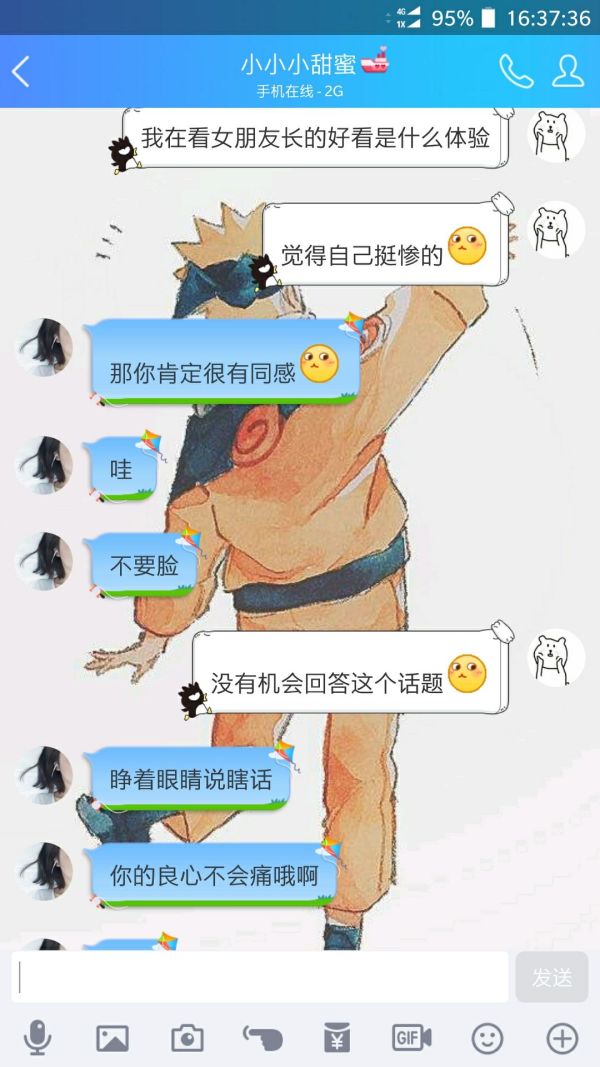 4G
1X
95%
16:37:36
小小小甜蜜
手机在线 - 2G
我在看女朋友长的好看是什么体验
觉得自己挺惨的
那你肯定很有同感
哇
不要脸
没有机会回答这个话题
睁着眼睛说瞎话
你的良心不会痛哦啊
发送
¥
GIF